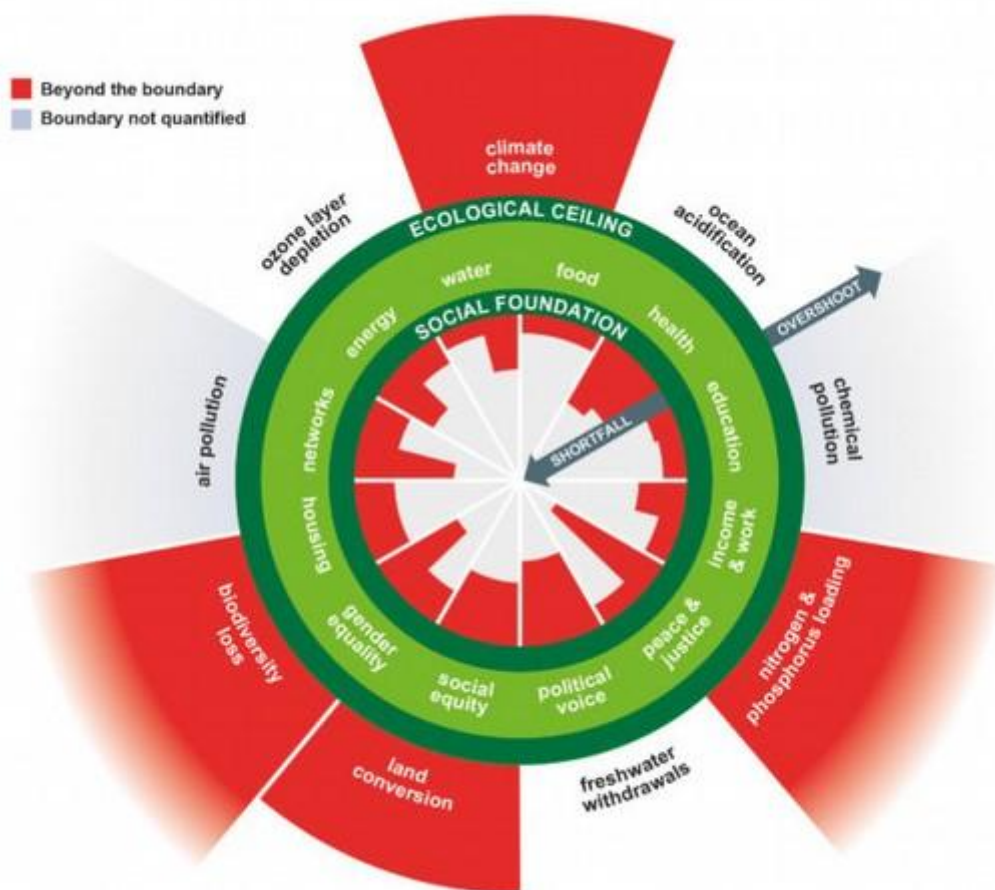 Beyond the boundary
Boundary not quantified
climate
change
ozone layer
depletion
ECOLOGICAL CEILING
ocean
acidification
water
food
SOCIAL FOUNDATION
energy
health
OVERSHOOT
networks
education
SHORTFALL
air pollution
chemical
pollution
housing
income
& work
gender
equality
peace &
justice
social
equity
political
voice
biodiversity
loss
nitrogen &
phosphorus loading
land
conversion
freshwater
withdrawals